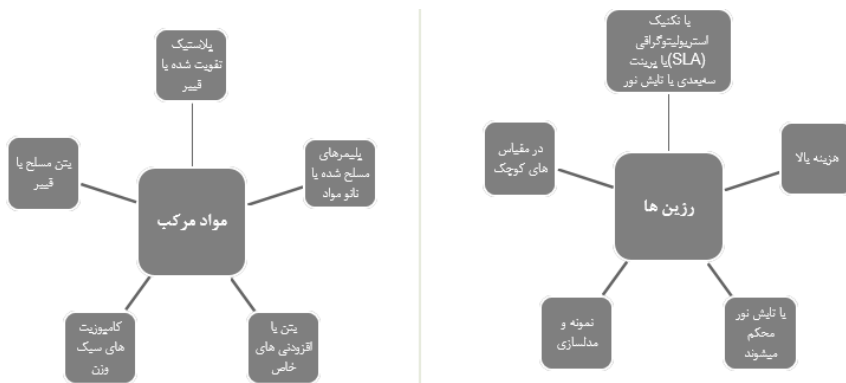 با تکنیک
استریولیتوگرافی
(SLA)یا پرینت
سه‌بعدی با تابش نور
هزینه بالا
در مقیاس
های کوچک
رزین ها
با تابش نور
محکم
میشوند
نمونه و
مدلسازی
پلاستیک
تقویت شده با
فیبر
پلیمرهای
مسلح شده با
نانو مواد
بتن مسلح با
فیبر
مواد مرکب
بتن با
افزودنی های
خاص
کامپوزیت
های سبک
وزن